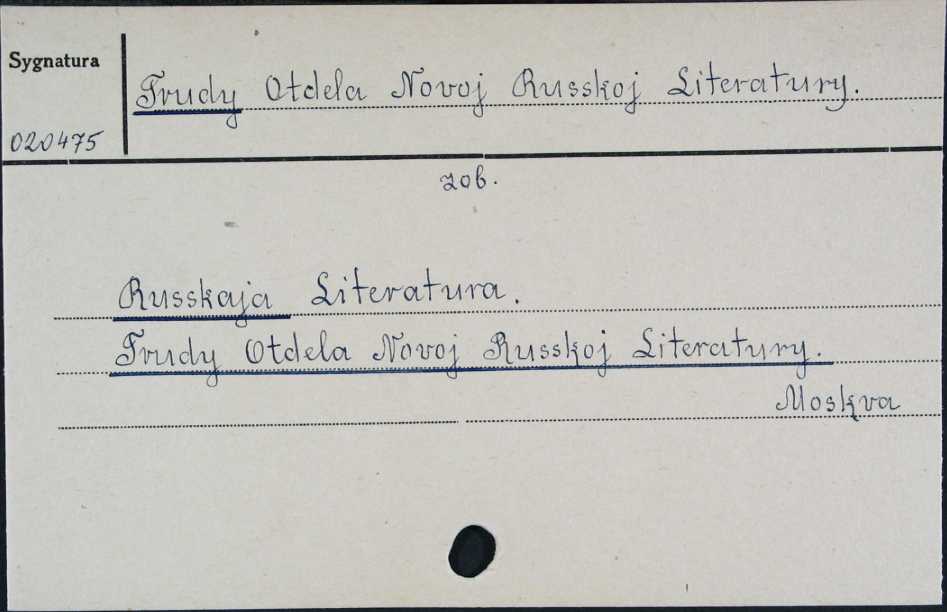 Sygnatura
Trudy Otdela Novoj Russkoj Literatury.
020475
zob.
Russkaja Literatura.
Trudy Otdela Novoj Russkoj Literatury.
Moskva